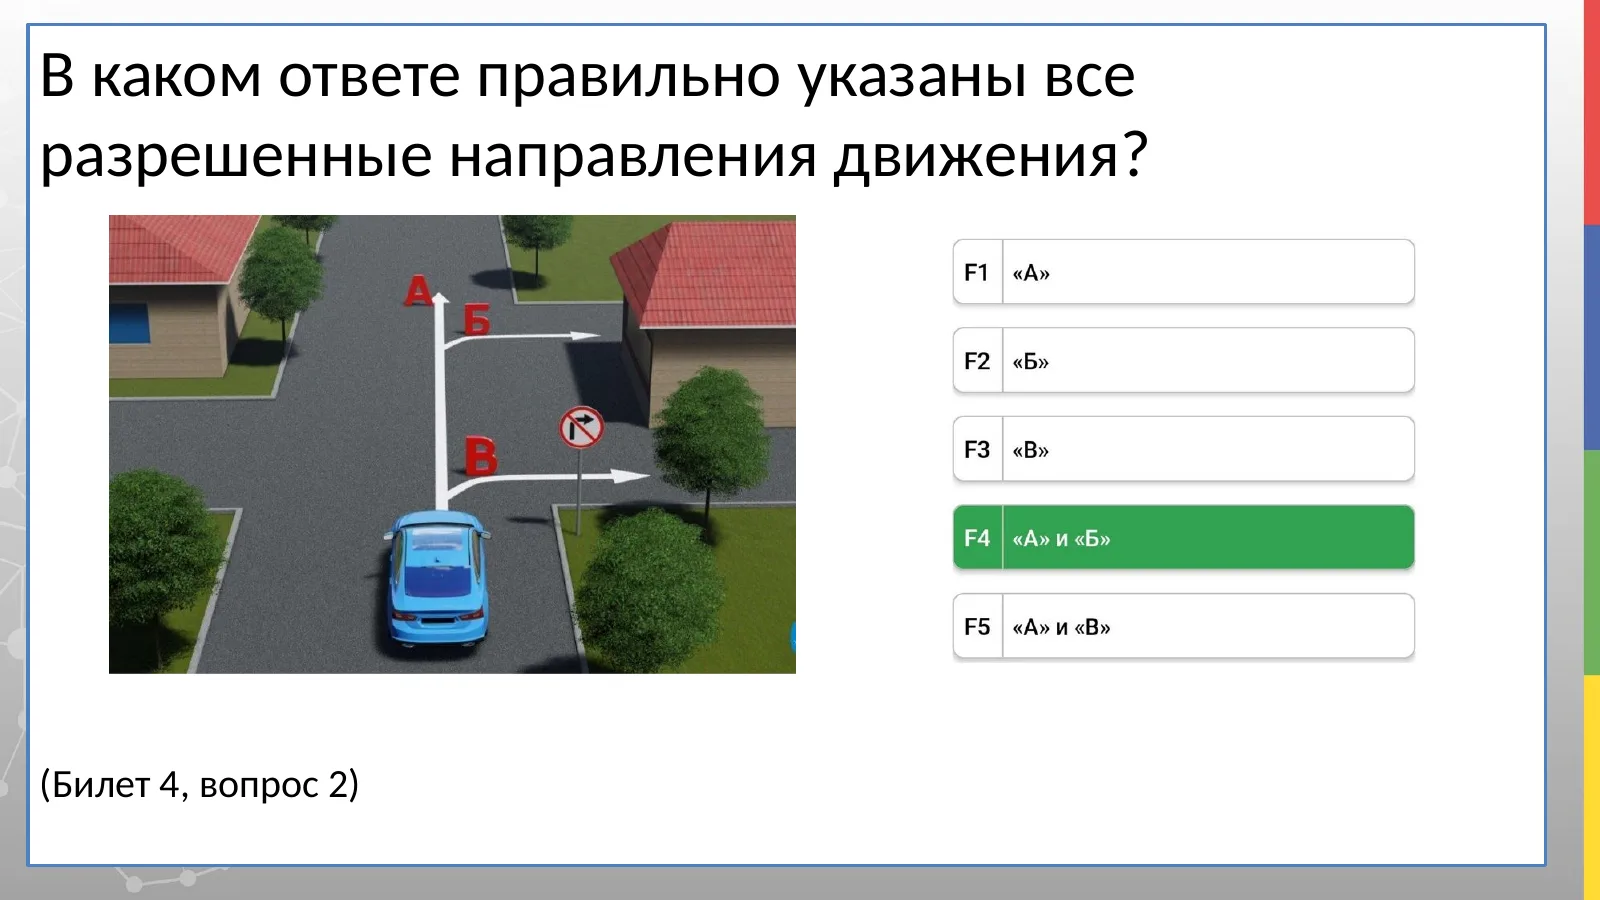 В каком ответе правильно указаны все
разрешенные направления движения?
А
Б
В
F1 «А»
F2 «Б»
F3 «В»
F4 «А» и «Б»
F5 «А» и «В»
(Билет 4, вопрос 2)